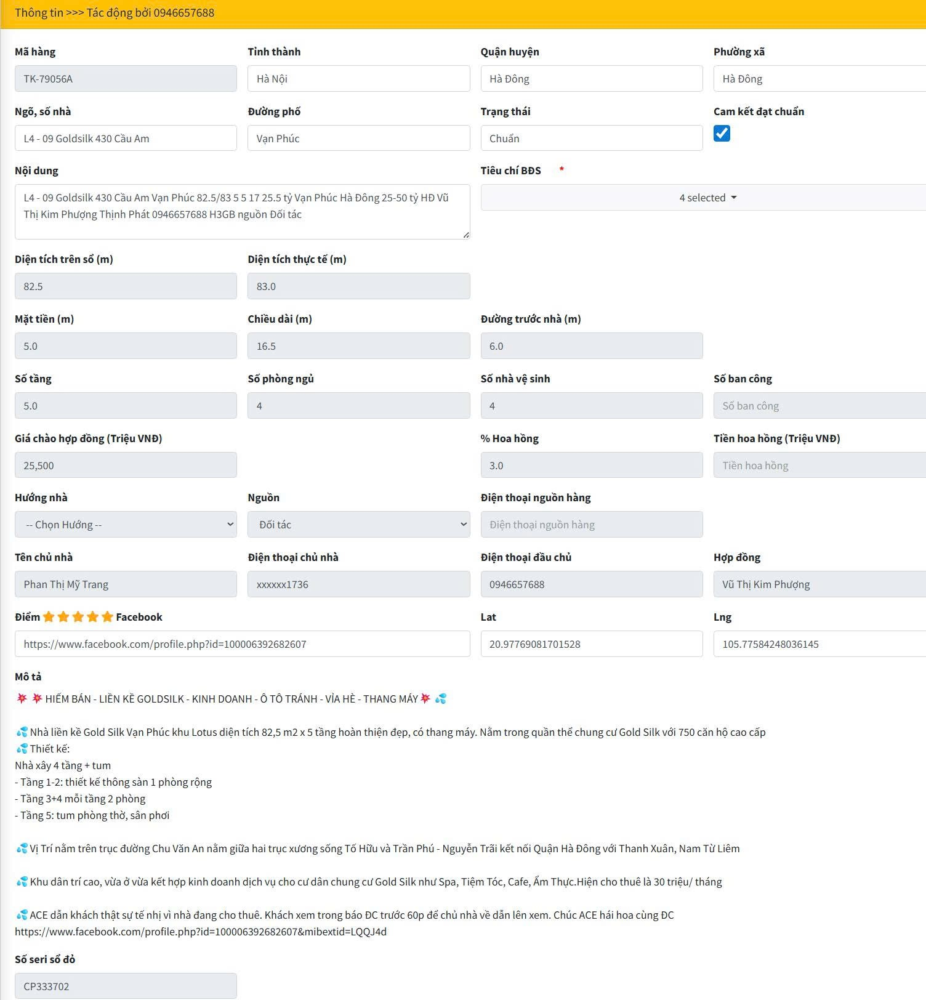 Thông tin >>> Tác động bởi 0946657688
Mã hàng Tỉnh thành Quận huyện Phường xã
TK-79056A Hà Nội Hà Đông Hà Đông
Ngõ, số nhà Đường phố Trạng thái Cam kết đạt chuẩn
L4 - 09 Goldsilk 430 Cầu Am Vạn Phúc Chuẩn
Nội dung Tiêu chí BĐS *
L4 - 09 Goldsilk 430 Cầu Am Vạn Phúc 82.5/83 5 5 17 25.5 tỷ Vạn Phúc Hà Đông 25-50 tỷ HĐ Vũ
Thị Kim Phượng Thịnh Phát 0946657688 H3GB nguồn Đối tác
4 selected
Diện tích trên sổ (m) Diện tích thực tế (m)
82.5 83.0
Mặt tiền (m) Chiều dài (m) Đường trước nhà (m)
5.0 16.5 6.0
Số tầng Số phòng ngủ Số nhà vệ sinh Số ban công
5.0 4 4 Số ban công
Giá chào hợp đồng (Triệu VNĐ) % Hoa hồng Tiền hoa hồng (Triệu VNĐ)
25,500 3.0 Tiền hoa hồng
Hướng nhà Nguồn Điện thoại nguồn hàng
-- Chọn Hướng -- Đối tác Điện thoại nguồn hàng
Tên chủ nhà Điện thoại chủ nhà Điện thoại đầu chủ Hợp đồng
Phan Thị Mỹ Trang xxxxxx1736 0946657688 Vũ Thị Kim Phượng
Điểm ⭐⭐⭐⭐⭐ Facebook Lat Lng
https://www.facebook.com/profile.php?id=100006392682607 20.97769081701528 105.77584248036145
Mô tả
💥 💥 HIẾM BÁN - LIỀN KỀ GOLDSILK - KINH DOANH - Ô TÔ TRÁNH - VỈA HÈ - THANG MÁY 💥 💦
💦 Nhà liền kề Gold Silk Vạn Phúc khu Lotus diện tích 82,5 m2 x 5 tầng hoàn thiện đẹp, có thang máy. Nằm trong quần thể chung cư Gold Silk với 750 căn hộ cao cấp
💦 Thiết kế:
Nhà xây 4 tầng + tum
- Tầng 1-2: thiết kế thông sàn 1 phòng rộng
- Tầng 3+4 mỗi tầng 2 phòng
- Tầng 5: tum phòng thờ, sân phơi
💦 Vị Trí nằm trên trục đường Chu Văn An nằm giữa hai trục xương sống Tố Hữu và Trần Phú - Nguyễn Trãi kết nối Quận Hà Đông với Thanh Xuân, Nam Từ Liêm
💦 Khu dân trí cao, vừa ở vừa kết hợp kinh doanh dịch vụ cho cư dân chung cư Gold Silk như Spa, Tiệm Tóc, Cafe, Ẩm Thực.Hiện cho thuê là 30 triệu/ tháng
💦 ACE dẫn khách thật sự tế nhị vì nhà đang cho thuê. Khách xem trong báo ĐC trước 60p để chủ nhà về dẫn lên xem. Chúc ACE hái hoa cùng ĐC
https://www.facebook.com/profile.php?id=100006392682607&mibextid=LQQJ4d
Số seri sổ đỏ
CP333702